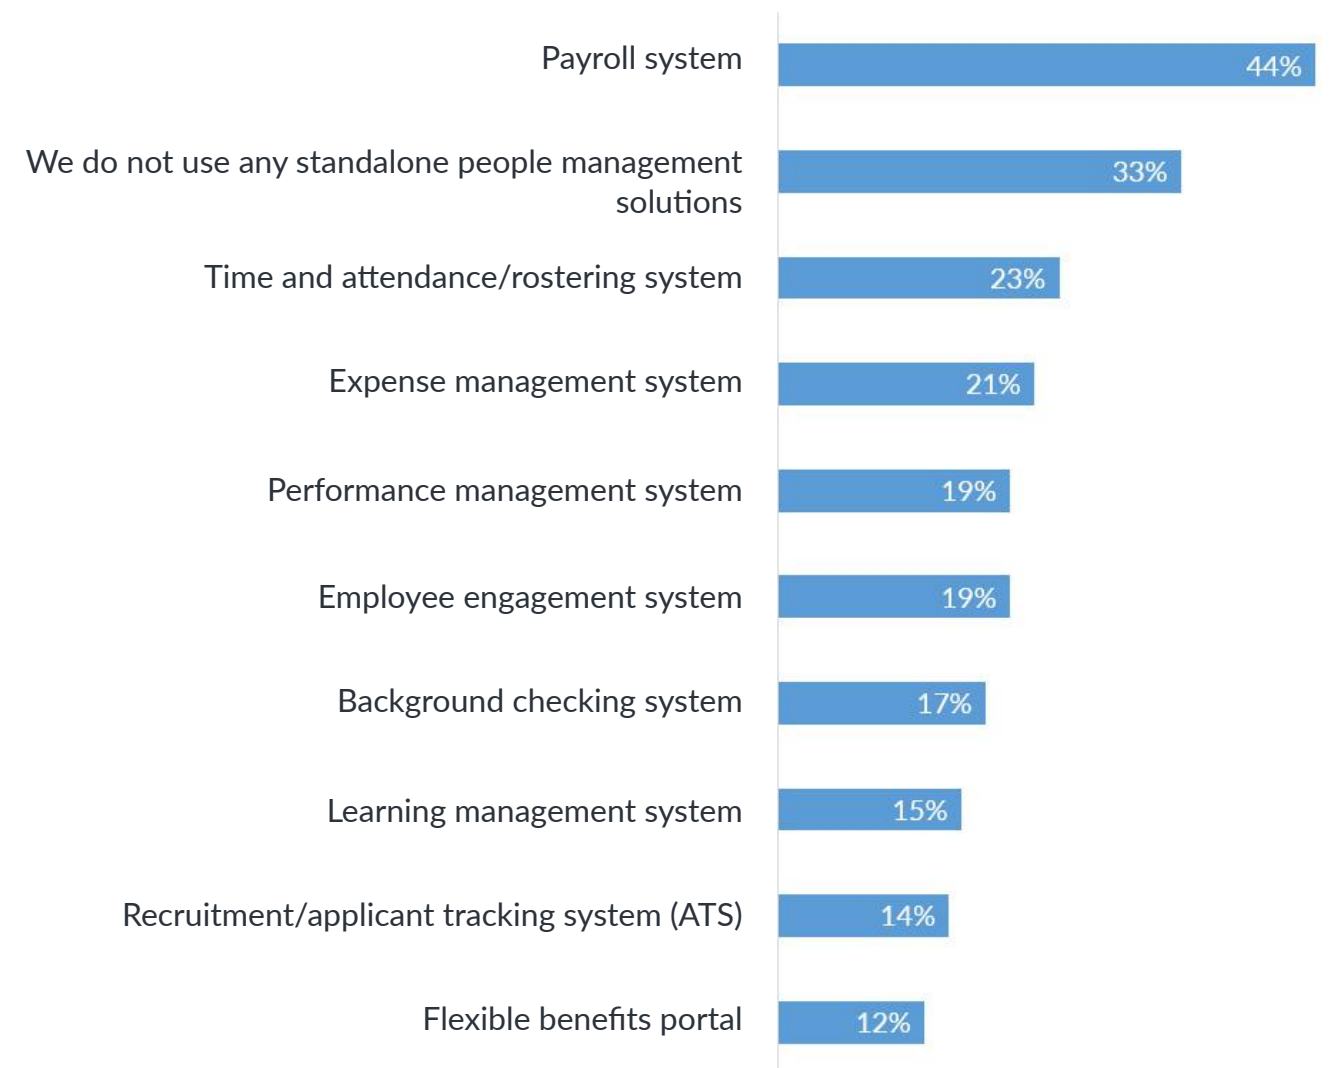 Payroll system
44%
We do not use any standalone people management
solutions
33%
Time and attendance/rostering system
23%
Expense management system
21%
Performance management system
19%
Employee engagement system
19%
Background checking system
17%
Learning management system
15%
Recruitment/applicant tracking system (ATS)
14%
Flexible benefits portal
12%